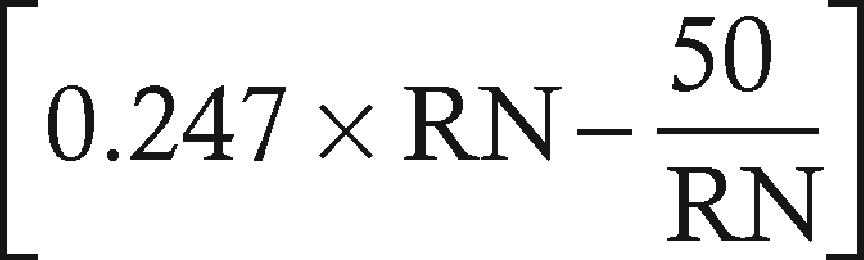 [0.247 × RN − 50/RN]